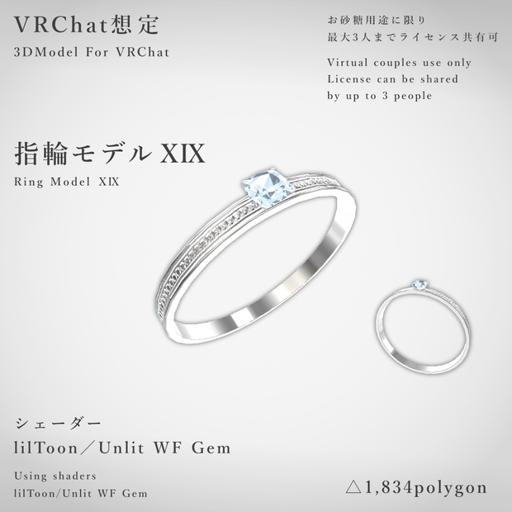 VRChat想定
3DModel For VRChat
お砂糖用途に限り
最大3人までライセンス共有可
Virtual couples use only
License can be shared
by up to 3 people
指輪モデル XIX
Ring Model XIX
シェーダー
lilToon／Unlit WF Gem
Using shaders
lilToon/Unlit WF Gem
△1,834polygon